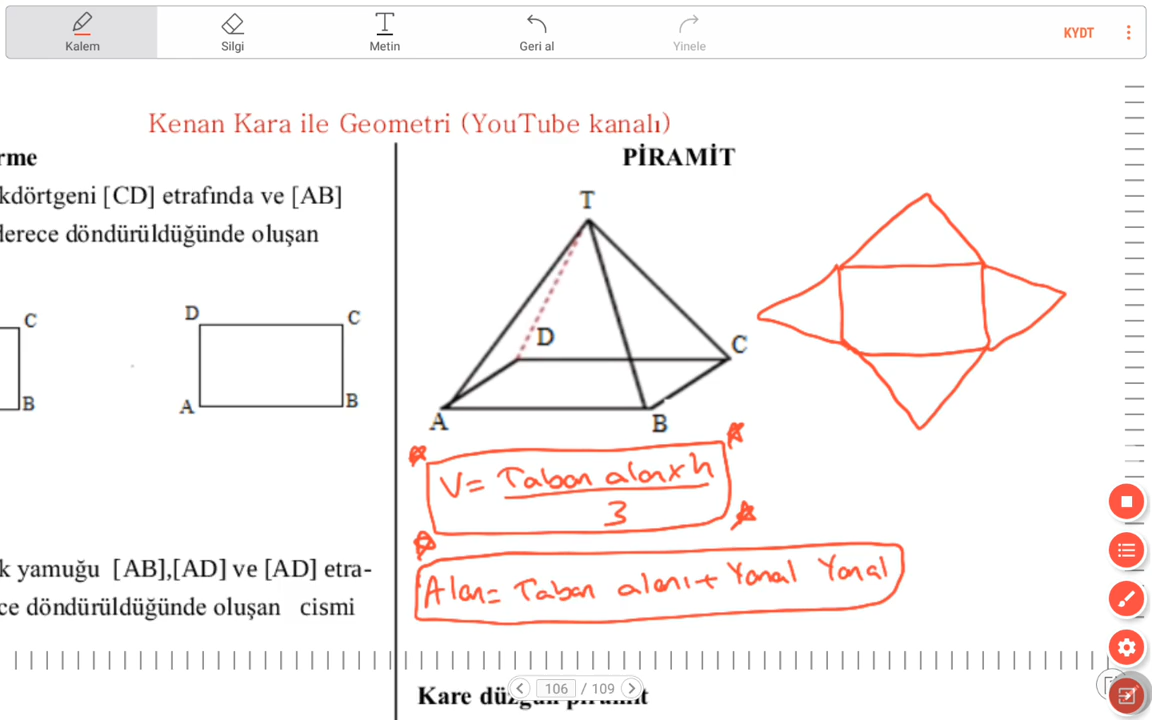 Kalem
Silgi
Metin
Geri al
Yinele
KYDT
Kenan Kara ile Geometri (YouTube kanalı)
rme
kdörtgeni [CD] etrafında ve [AB]
derece döndürüldüğünde oluşan
C
B
D
C
A
B
k yamuğu [AB],[AD] ve [AD] etra-
ce döndürüldüğünde oluşan cismi
PİRAMİT
T
D
C
A
B
V = Taban alanxh
3
Alan = Taban alanı + Yanal Yanal
106 / 109
Kare düzgün piramit